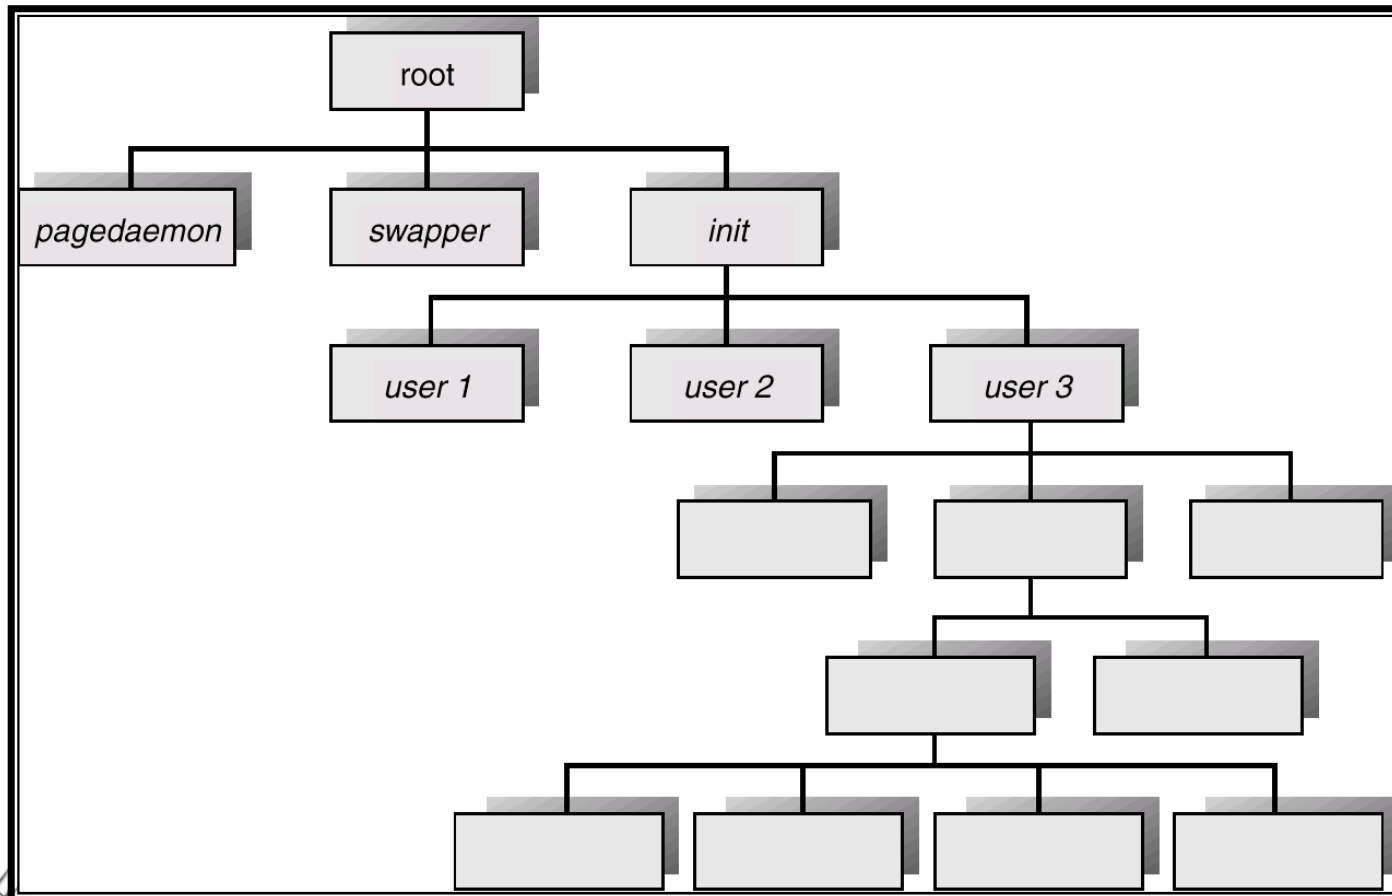 root
pagedaemon
swapper
init
user 1
user 2
user 3